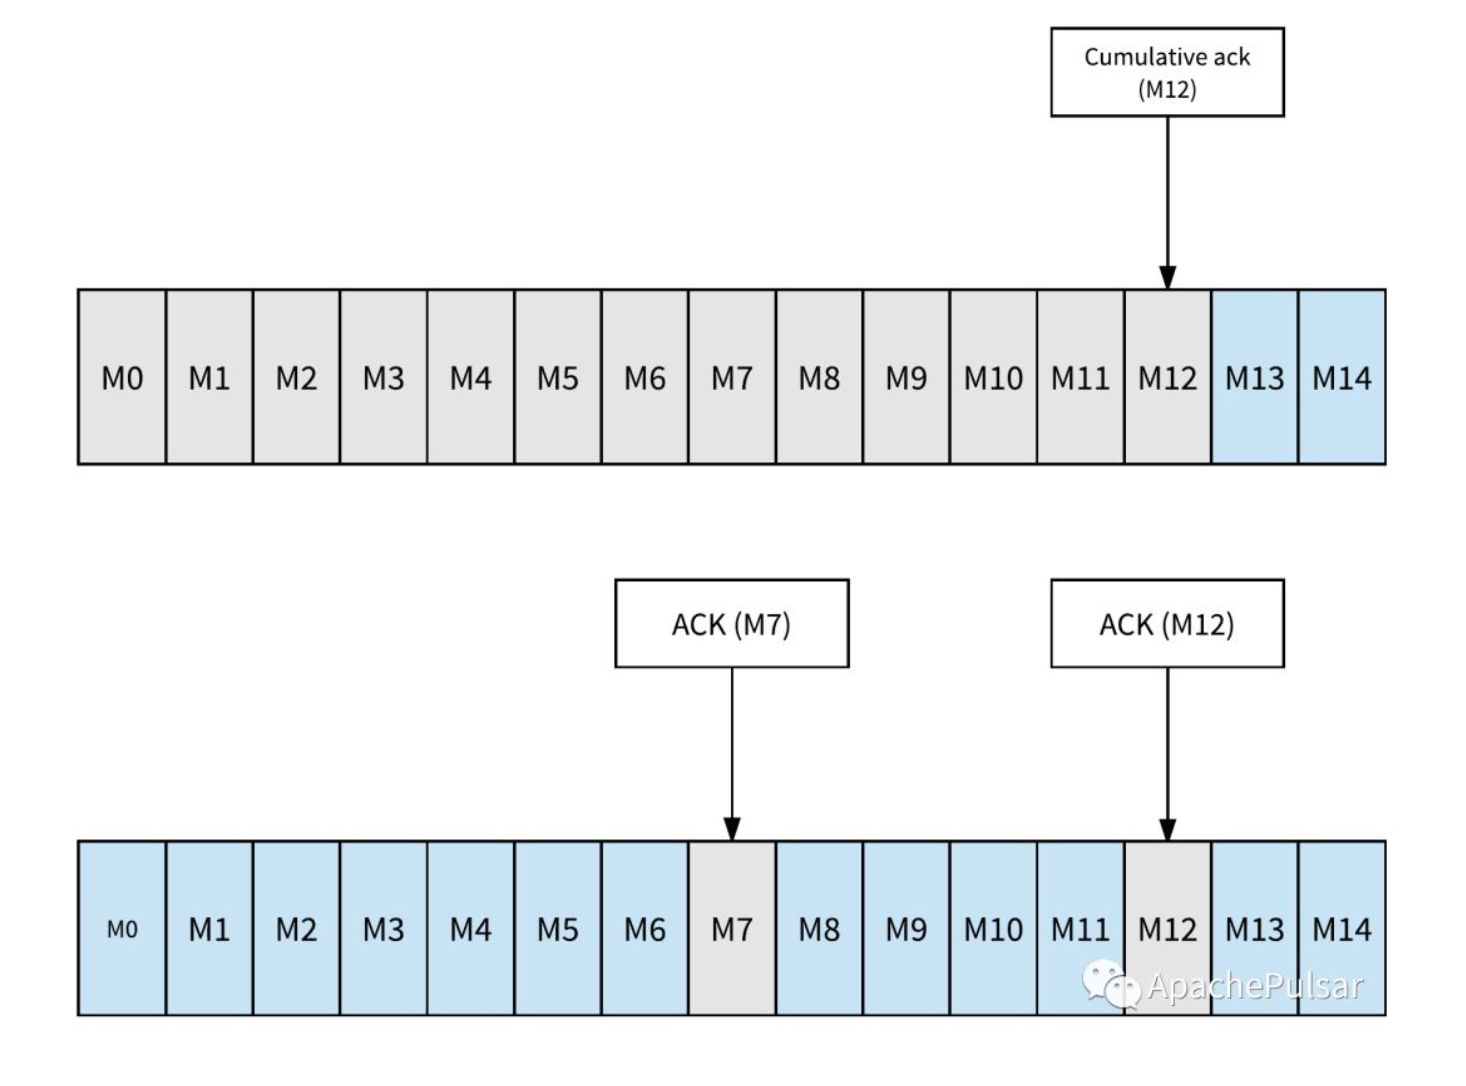 Cumulative ack
(M12)
M0 M1 M2 M3 M4 M5 M6 M7 M8 M9 M10 M11 M12 M13 M14
ACK (M7) ACK (M12)
M0 M1 M2 M3 M4 M5 M6 M7 M8 M9 M10 M11 M12 M13 M14
ApachePulsar